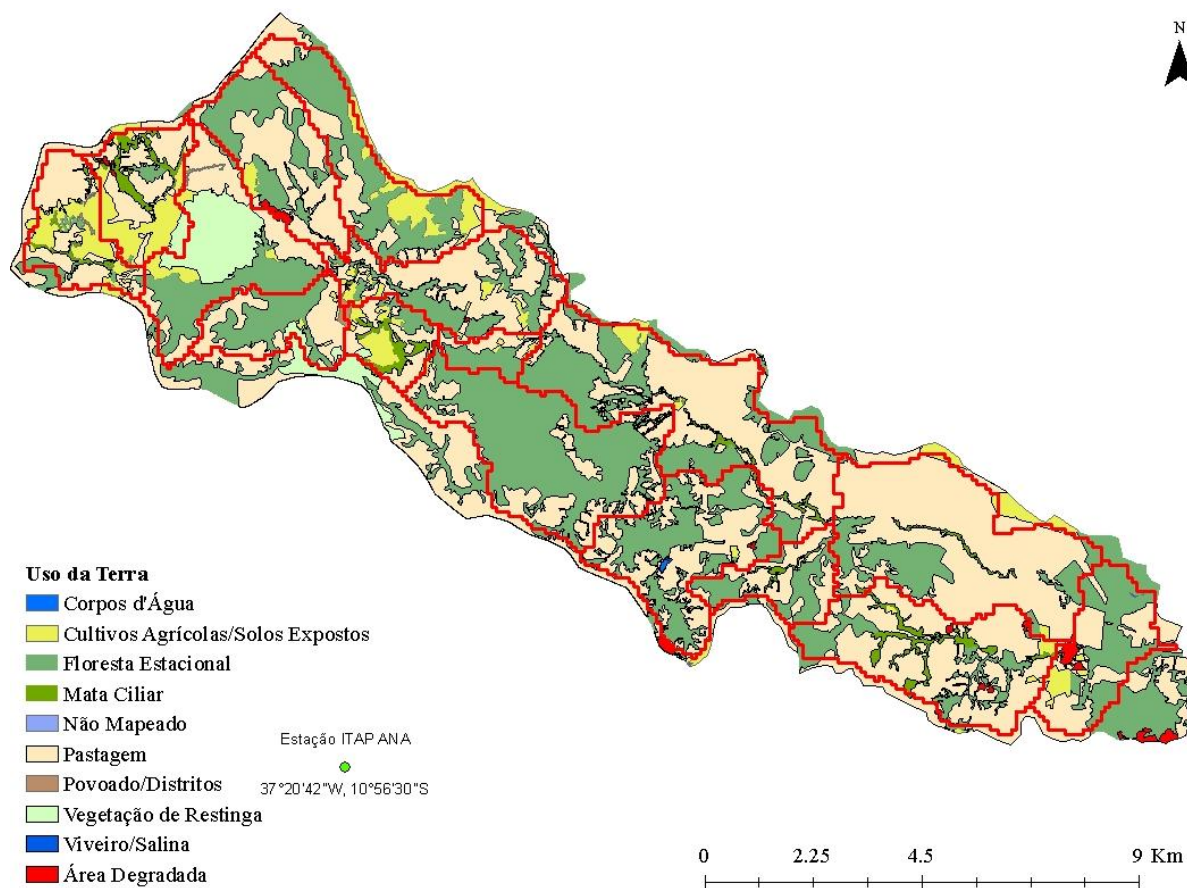 N
Uso da Terra
Corpos d'Água
Cultivos Agrícolas/Solos Expostos
Floresta Estacional
Mata Ciliar
Não Mapeado
Pastagem
Povoado/Distritos
Vegetação de Restinga
Viveiro/Salina
Área Degradada
Estação ITAP ANA
37°20'42"W, 10°56'30"S
0 2.25 4.5 9 Km